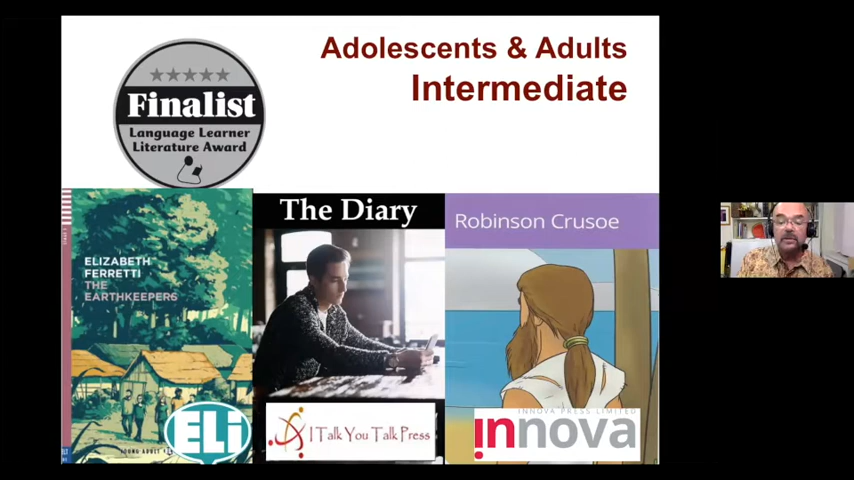 Adolescents & Adults
Intermediate
Finalist
Language Learner
Literature Award
ELIZABETH
FERRETTI
THE
EARTHKEEPERS
ELi
The Diary
I TALK YOU TALK PRESS
Robinson Crusoe
INNOVA PRESS LIMITED
innova